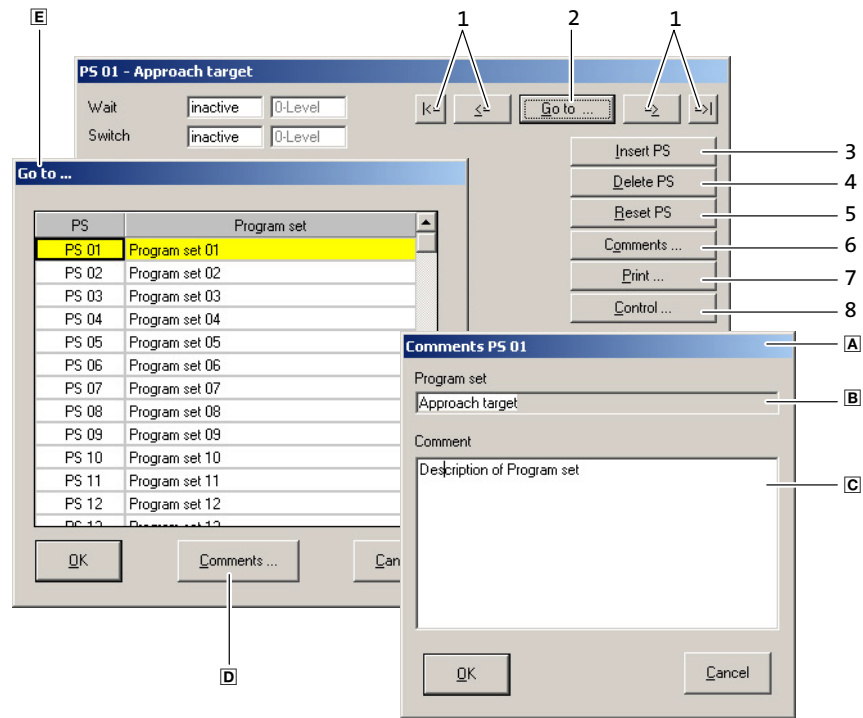 E
1
2
1
PS 01 - Approach target
Wait
inactive
0-Level
|<-
<-
Go to ...
->
->|
Switch
inactive
0-Level
Insert PS
3
Delete PS
4
Reset PS
5
Comments ...
6
Print ...
7
Control ...
8
Go to ...
PS
Program set
PS 01
Program set 01
PS 02
Program set 02
PS 03
Program set 03
PS 04
Program set 04
PS 05
Program set 05
PS 06
Program set 06
PS 07
Program set 07
PS 08
Program set 08
PS 09
Program set 09
PS 10
Program set 10
PS 11
Program set 11
PS 12
Program set 12
OK
Comments ...
D
Comments PS 01
A
Program set
Approach target
B
Comment
Description of Program set
C
OK
Cancel